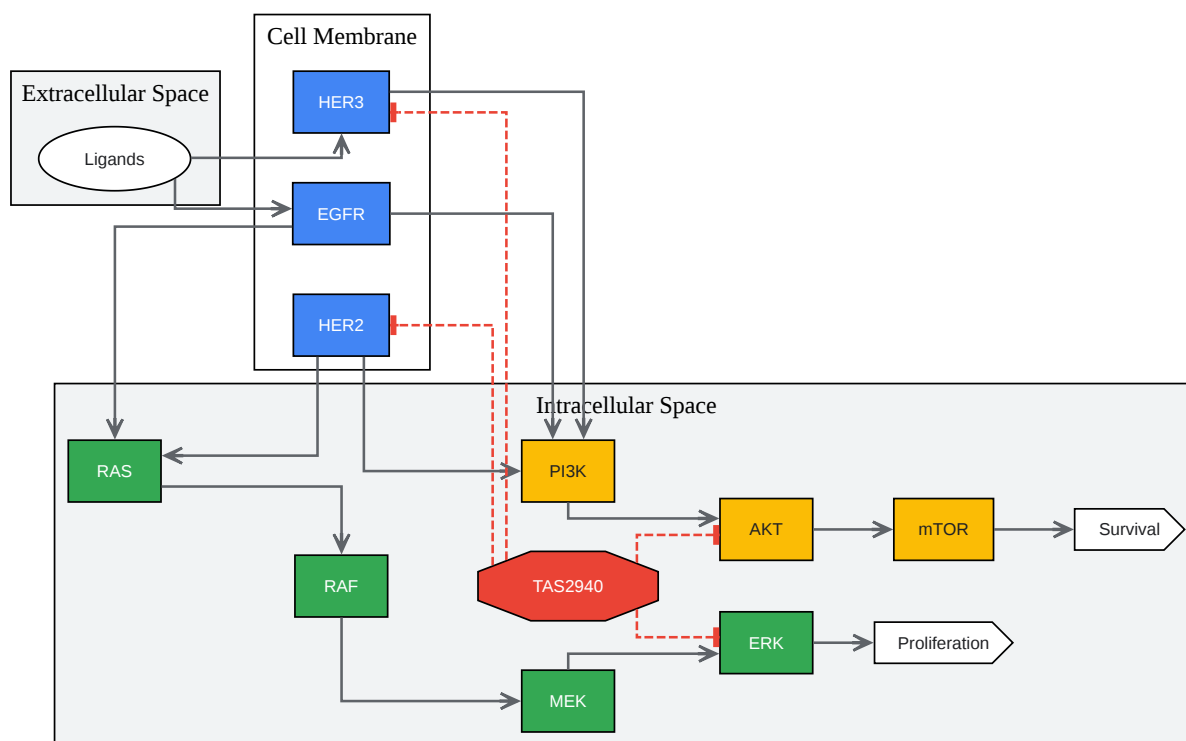 Cell Membrane
Extracellular Space
HER3
Ligands
EGFR
HER2
Intracellular Space
RAS
PI3K
AKT
mTOR
Survival
RAF
TAS2940
ERK
Proliferation
MEK